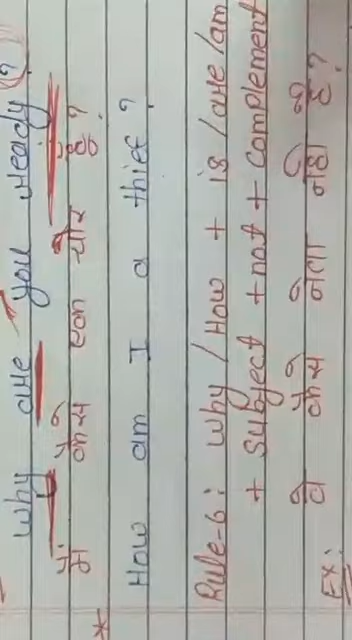 why are you ready ?
* मैं कैसे एक चोर हूँ ?
How am I a thief ?
Rule-6: why / How + is / are / am
+ Subject + not + Complement
Ex: वे कैसे नेता नहीं है ?